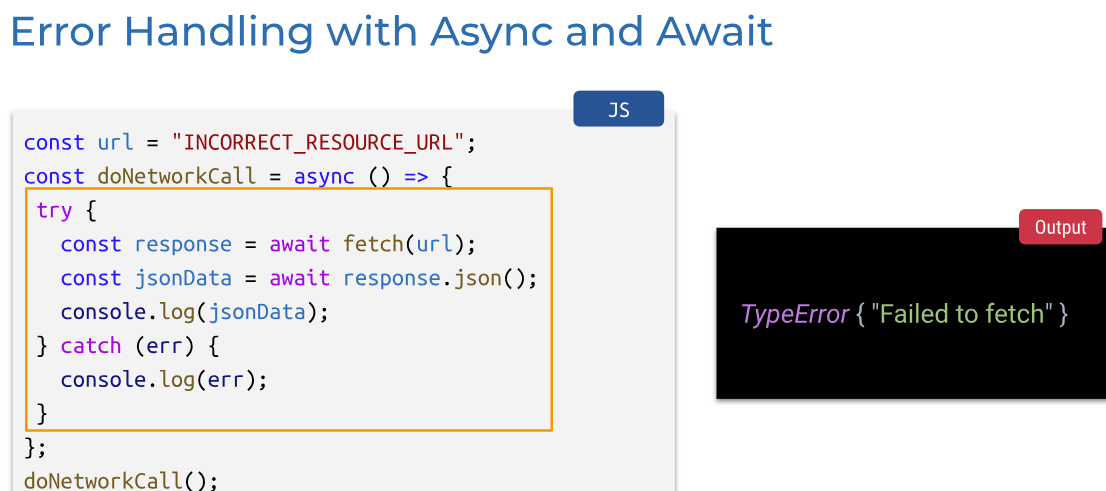 Error Handling with Async and Await
JS
const url = "INCORRECT_RESOURCE_URL";
const doNetworkCall = async () => {
try {
const response = await fetch(url);
const jsonData = await response.json();
console.log(jsonData);
} catch (err) {
console.log(err);
}
};
doNetworkCall();
Output
TypeError { "Failed to fetch" }